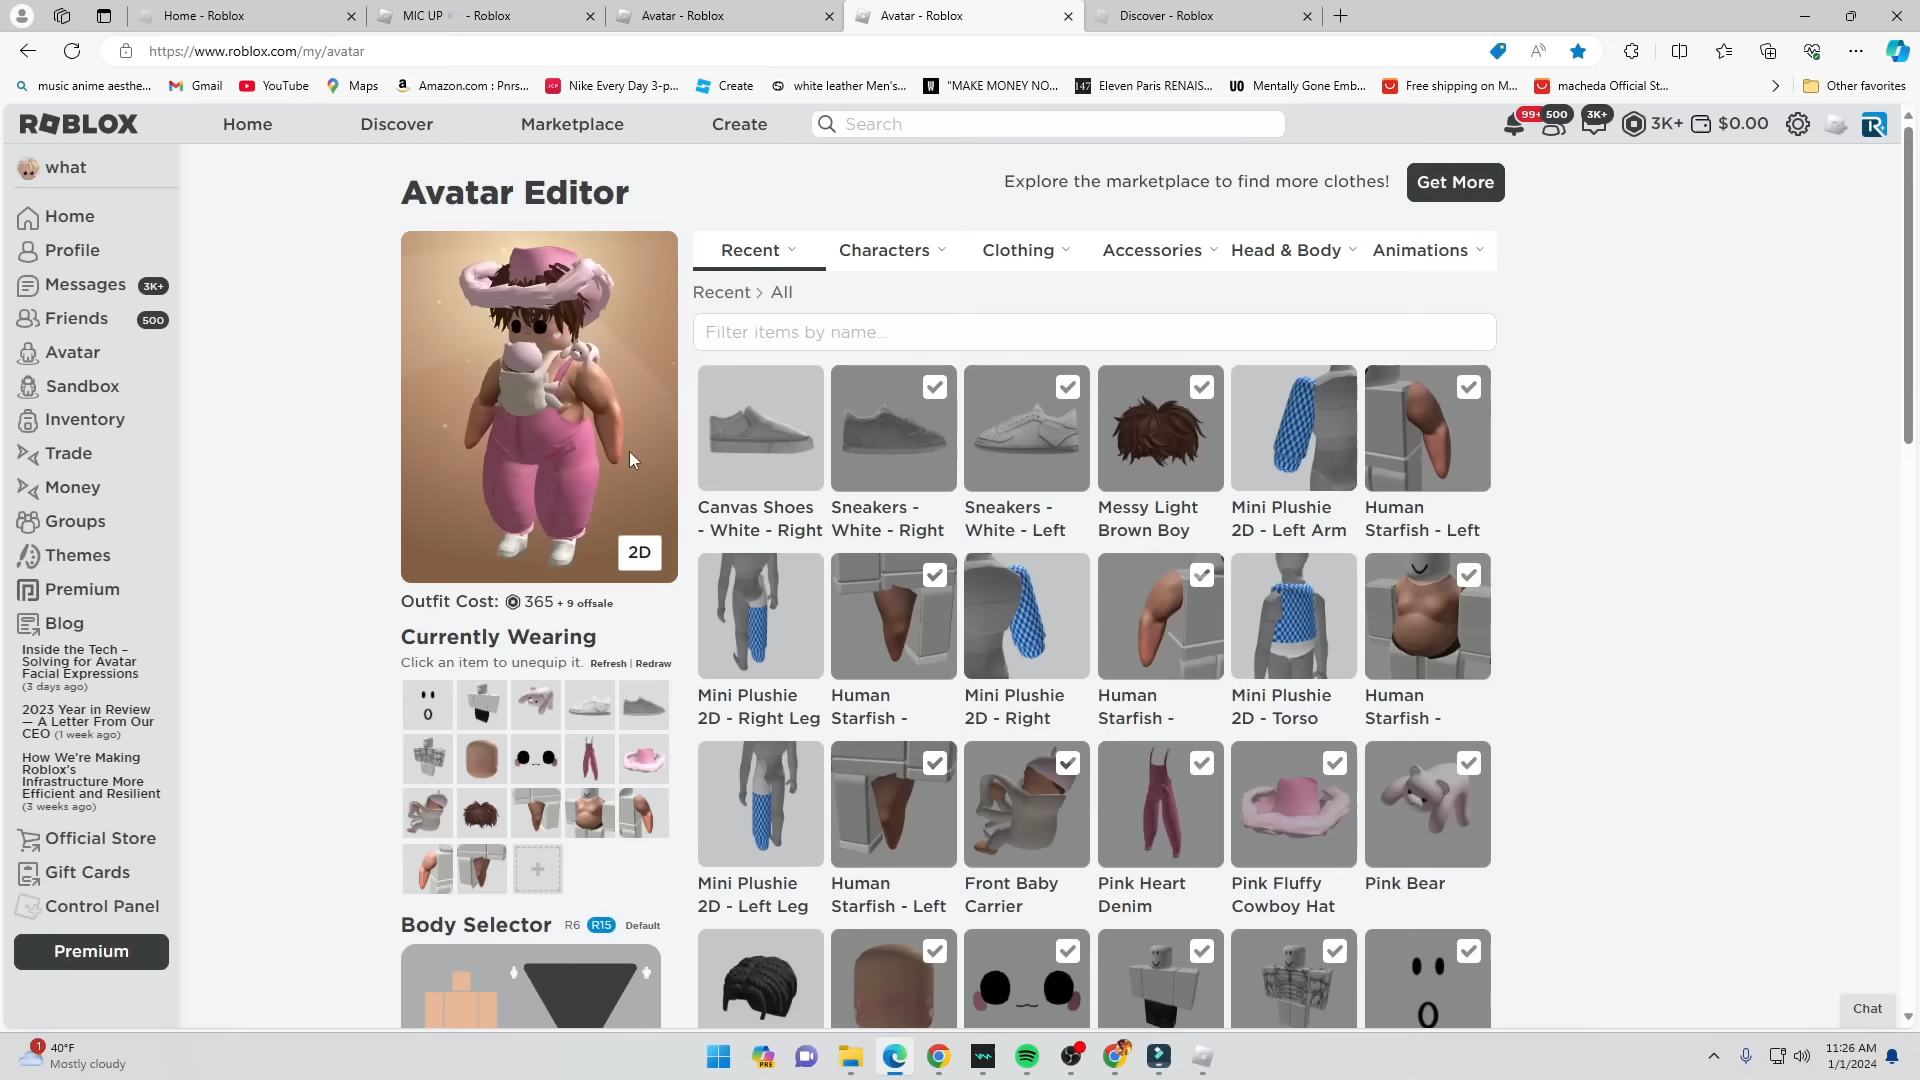 Home - Roblox
MIC UP - Roblox
Avatar - Roblox
Avatar - Roblox
Discover - Roblox
https://www.roblox.com/my/avatar
music anime aesthe...
Gmail
YouTube
Maps
Amazon.com : Pnrs...
Nike Every Day 3-p...
Create
white leather Men's...
"MAKE MONEY NO...
147 Eleven Paris RENAIS...
UO Mentally Gone Emb...
Free shipping on M...
macheda Official St...
Other favorites
ROBLOX
Home
Discover
Marketplace
Create
Search
99+
500
3K+
3K+
$0.00
what
Home
Profile
Messages 3K+
Friends 500
Avatar
Sandbox
Inventory
Trade
Money
Groups
Themes
Premium
Blog
Inside the Tech –
Solving for Avatar
Facial Expressions
(3 days ago)
2023 Year in Review
— A Letter From Our
CEO (1 week ago)
How We're Making
Roblox's
Infrastructure More
Efficient and Resilient
(3 weeks ago)
Official Store
Gift Cards
Control Panel
Premium
Avatar Editor
Explore the marketplace to find more clothes!
Get More
2D
Outfit Cost: 365 + 9 offsale
Currently Wearing
Click an item to unequip it. Refresh | Redraw
Body Selector R6 R15 Default
Recent
Characters
Clothing
Accessories
Head & Body
Animations
Recent > All
Filter items by name...
Canvas Shoes
- White - Right
Sneakers -
White - Right
Sneakers -
White - Left
Messy Light
Brown Boy
Mini Plushie
2D - Left Arm
Human
Starfish - Left
Mini Plushie
2D - Right Leg
Human
Starfish -
Mini Plushie
2D - Right
Human
Starfish -
Mini Plushie
2D - Torso
Human
Starfish -
Mini Plushie
2D - Left Leg
Human
Starfish - Left
Front Baby
Carrier
Pink Heart
Denim
Pink Fluffy
Cowboy Hat
Pink Bear
Chat
1
40°F
Mostly cloudy
PRE
11:26 AM
1/1/2024